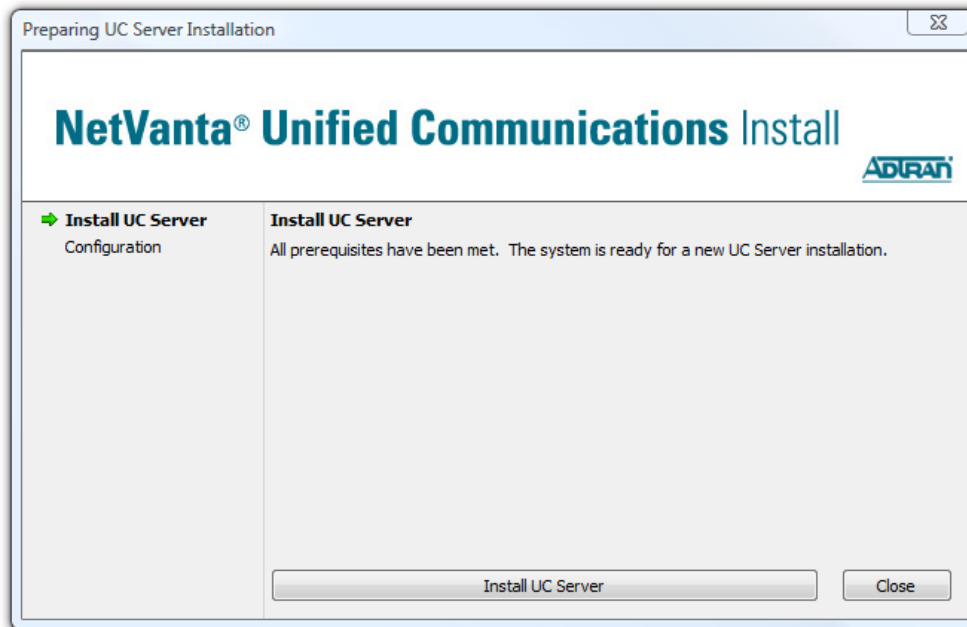 Preparing UC Server Installation
NetVanta® Unified Communications Install
ADTRAN
Install UC Server
Configuration
Install UC Server
All prerequisites have been met.  The system is ready for a new UC Server installation.
Install UC Server
Close